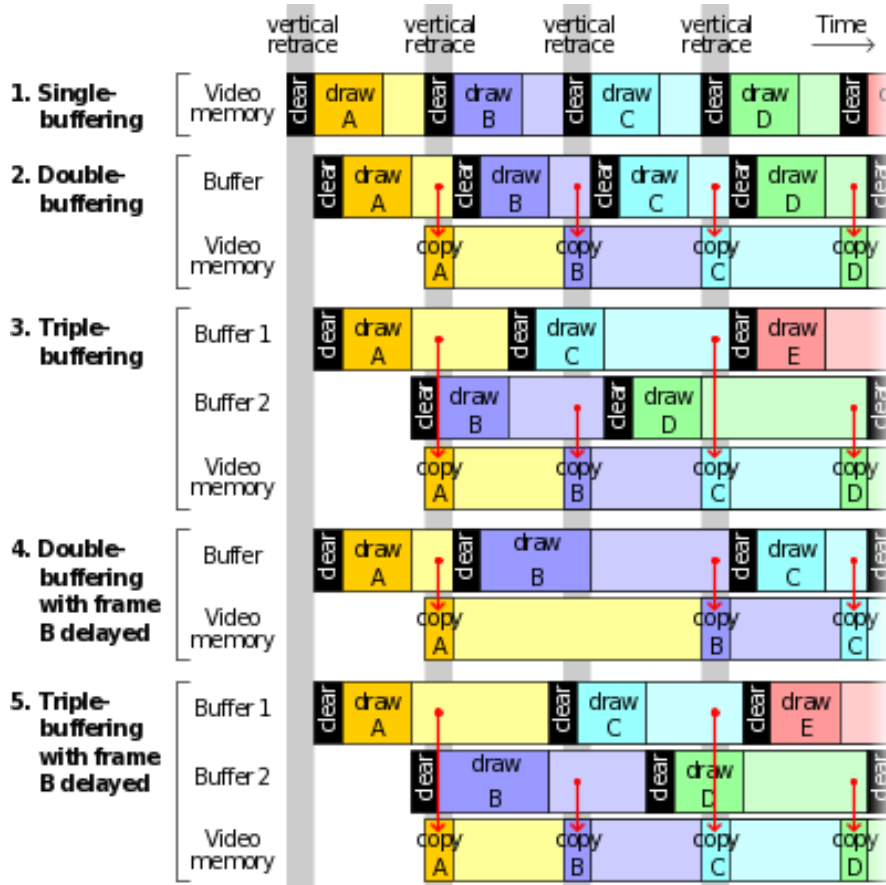 vertical retrace vertical retrace vertical retrace vertical retrace Time
1. Single-buffering
Video memory
clear draw A clear draw B clear draw C clear draw D clear
2. Double-buffering
Buffer
clear draw A clear draw B clear draw C clear draw D clear
Video memory
copy A copy B copy C copy D
3. Triple-buffering
Buffer 1
clear draw A clear draw C clear draw E
Buffer 2
clear draw B clear draw D clear
Video memory
copy A copy B copy C copy D
4. Double-buffering with frame B delayed
Buffer
clear draw A clear draw B clear draw C clear
Video memory
copy A copy B copy C
5. Triple-buffering with frame B delayed
Buffer 1
clear draw A clear draw C clear draw E
Buffer 2
clear draw B clear draw D clear
Video memory
copy A copy B copy C copy D